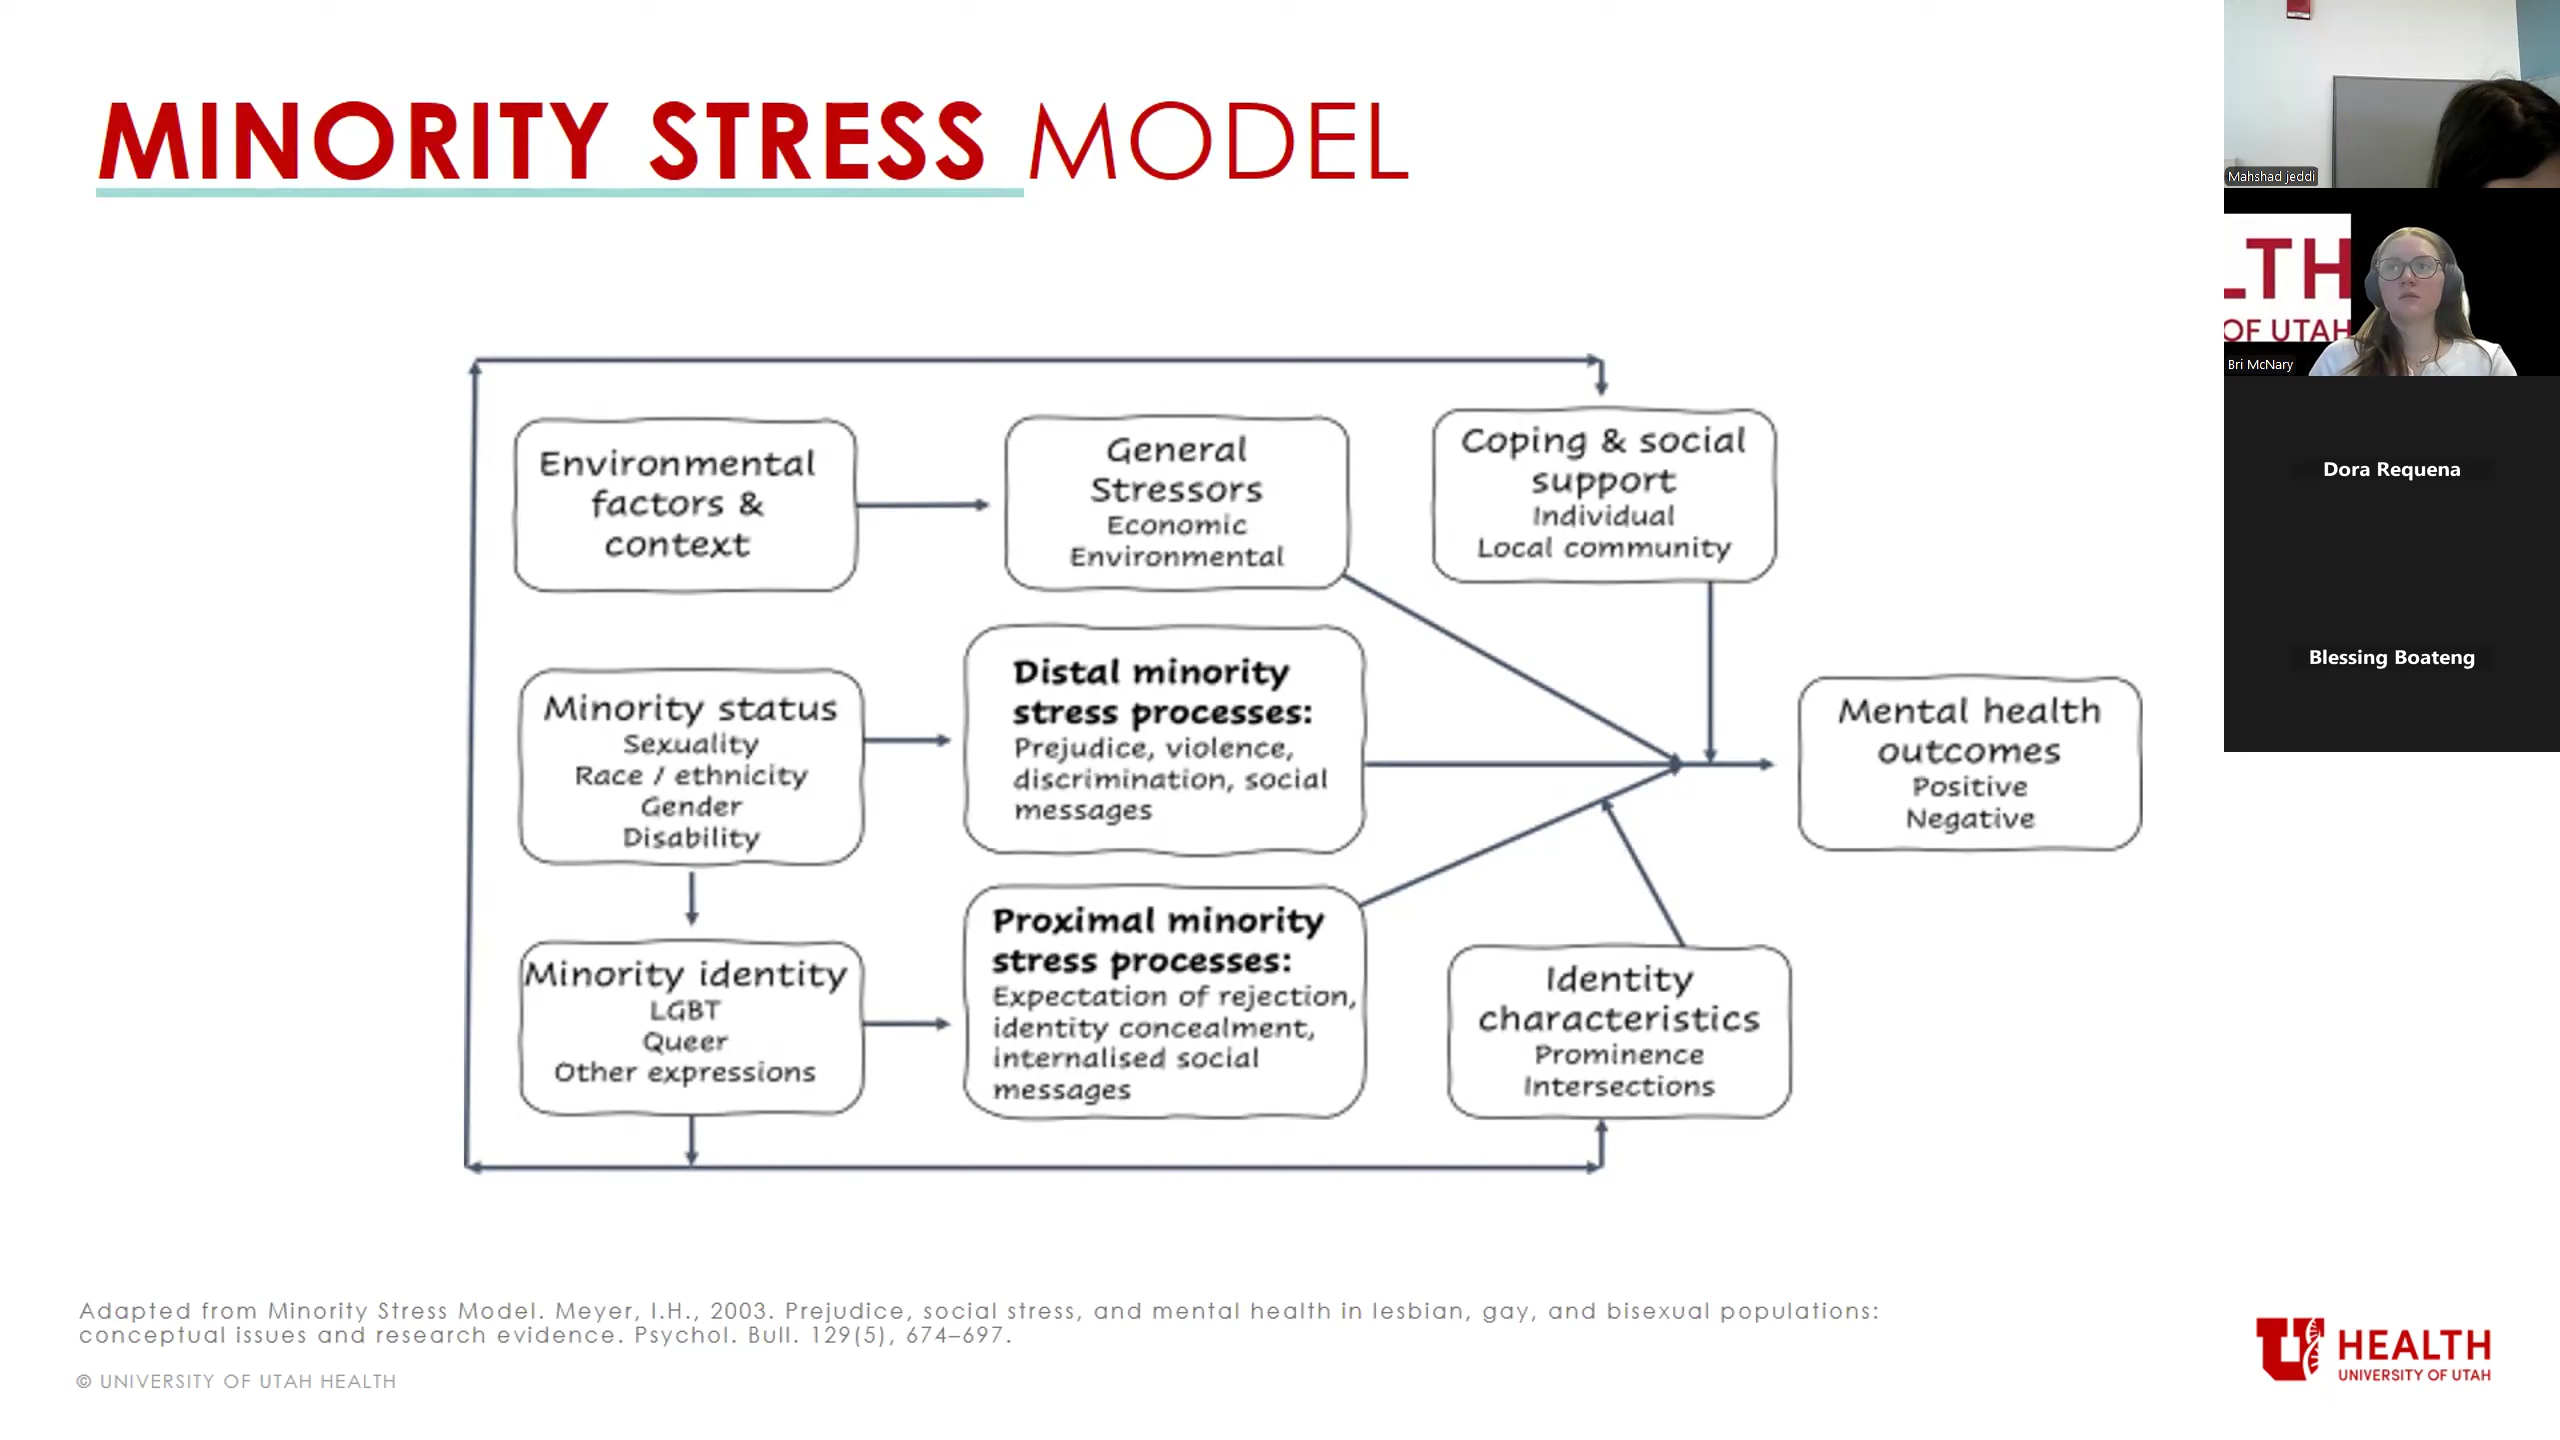 MINORITY STRESS MODEL
Environmental
factors &
context
General
Stressors
Economic
Environmental
Coping & social
support
Individual
Local community
Minority status
Sexuality
Race / ethnicity
Gender
Disability
Distal minority
stress processes:
Prejudice, violence,
discrimination, social
messages
Mental health
outcomes
Positive
Negative
Minority identity
LGBT
Queer
Other expressions
Proximal minority
stress processes:
Expectation of rejection,
identity concealment,
internalised social
messages
Identity
characteristics
Prominence
Intersections
Adapted from Minority Stress Model. Meyer, I.H., 2003. Prejudice, social stress, and mental health in lesbian, gay, and bisexual populations:
conceptual issues and research evidence. Psychol. Bull. 129(5), 674–697.
© UNIVERSITY OF UTAH HEALTH
U HEALTH
UNIVERSITY OF UTAH
Mahshad jeddi
LTH
OF UTAH
Bri McNary
Dora Requena
Blessing Boateng